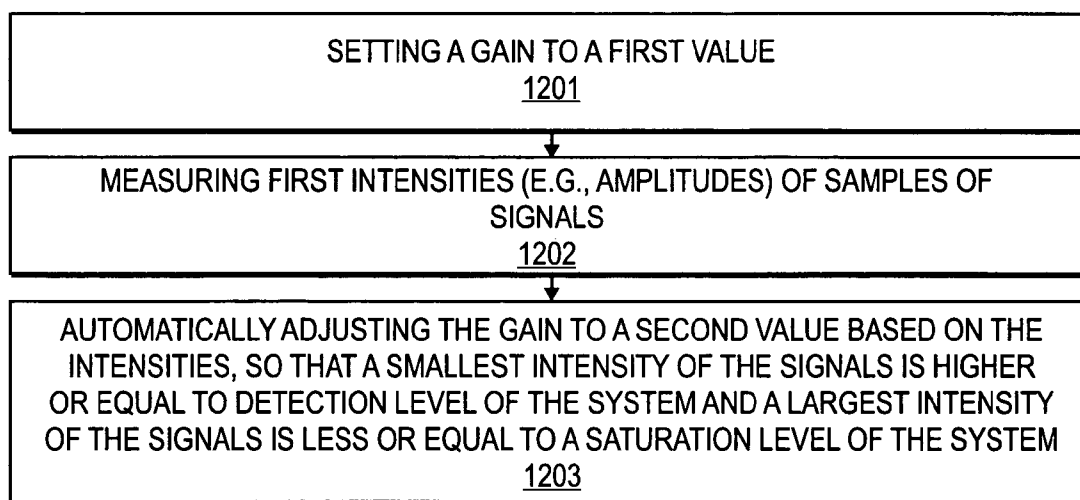 SETTING A GAIN TO A FIRST VALUE
1201
MEASURING FIRST INTENSITIES (E.G., AMPLITUDES) OF SAMPLES OF
SIGNALS
1202
AUTOMATICALLY ADJUSTING THE GAIN TO A SECOND VALUE BASED ON THE
INTENSITIES, SO THAT A SMALLEST INTENSITY OF THE SIGNALS IS HIGHER
OR EQUAL TO DETECTION LEVEL OF THE SYSTEM AND A LARGEST INTENSITY
OF THE SIGNALS IS LESS OR EQUAL TO A SATURATION LEVEL OF THE SYSTEM
1203